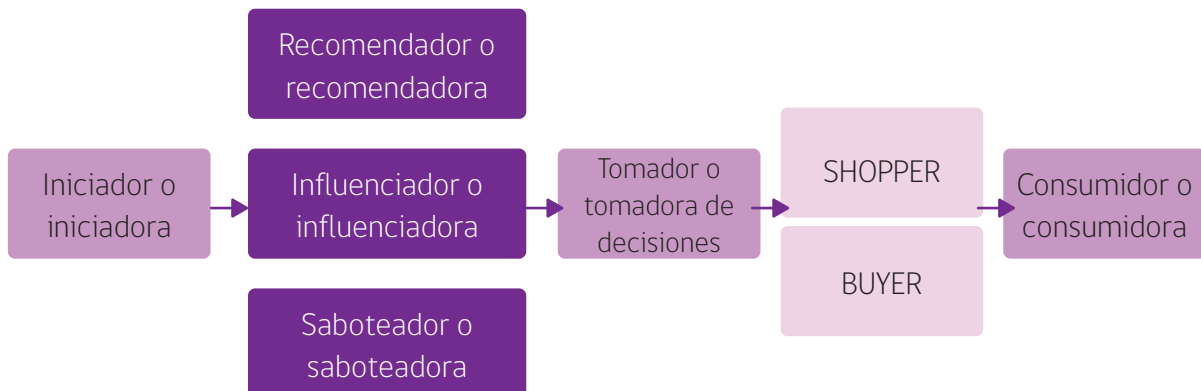 Recomendador o
recomendadora
Iniciador o
iniciadora
Influenciador o
influenciadora
Saboteador o
saboteadora
Tomador o
tomadora de
decisiones
SHOPPER
BUYER
Consumidor o
consumidora